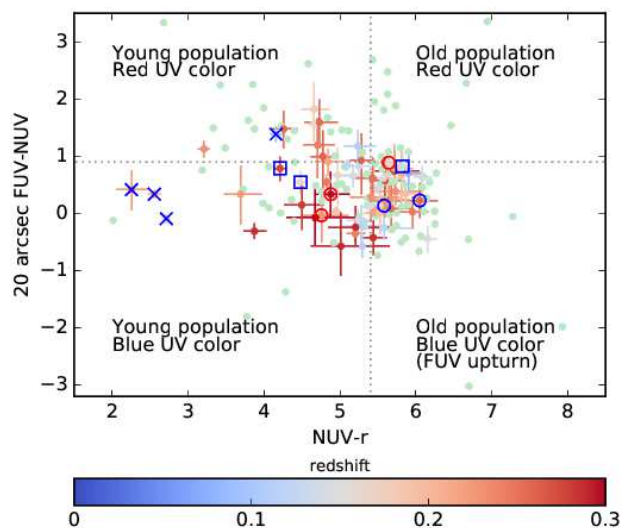 Young population
Red UV color
Old population
Red UV color
3
2
1
0
−1
−2
−3
20 arcsec FUV-NUV
Young population
Blue UV color
Old population
Blue UV color
(FUV upturn)
2 3 4 5 6 7 8
NUV-r
redshift
0 0.1 0.2 0.3